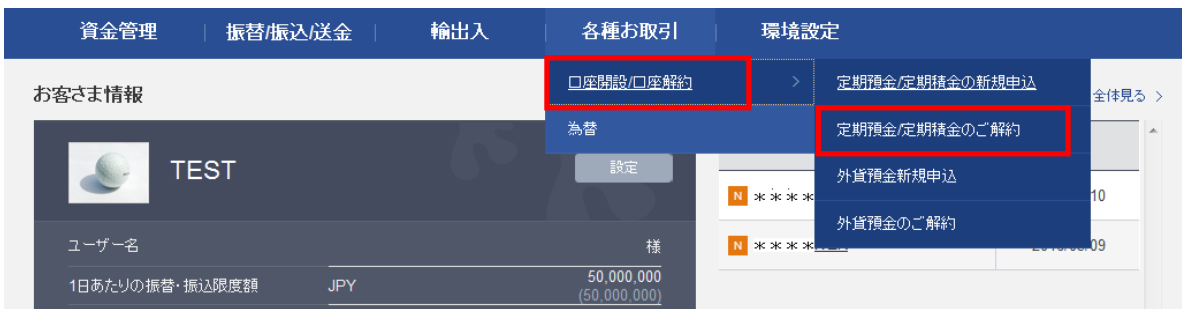 資金管理 振替/振込/送金 輸出入 各種お取引 環境設定
口座開設/口座解約 >
為替
定期預金/定期積金の新規申込
定期預金/定期積金のご解約
外貨預金新規申込
外貨預金のご解約
お客さま情報
全体見る >
TEST
設定
N ＊＊＊＊
10
N ＊＊＊＊
09
ユーザー名 様
1日あたりの振替・振込限度額 JPY 50,000,000
(50,000,000)